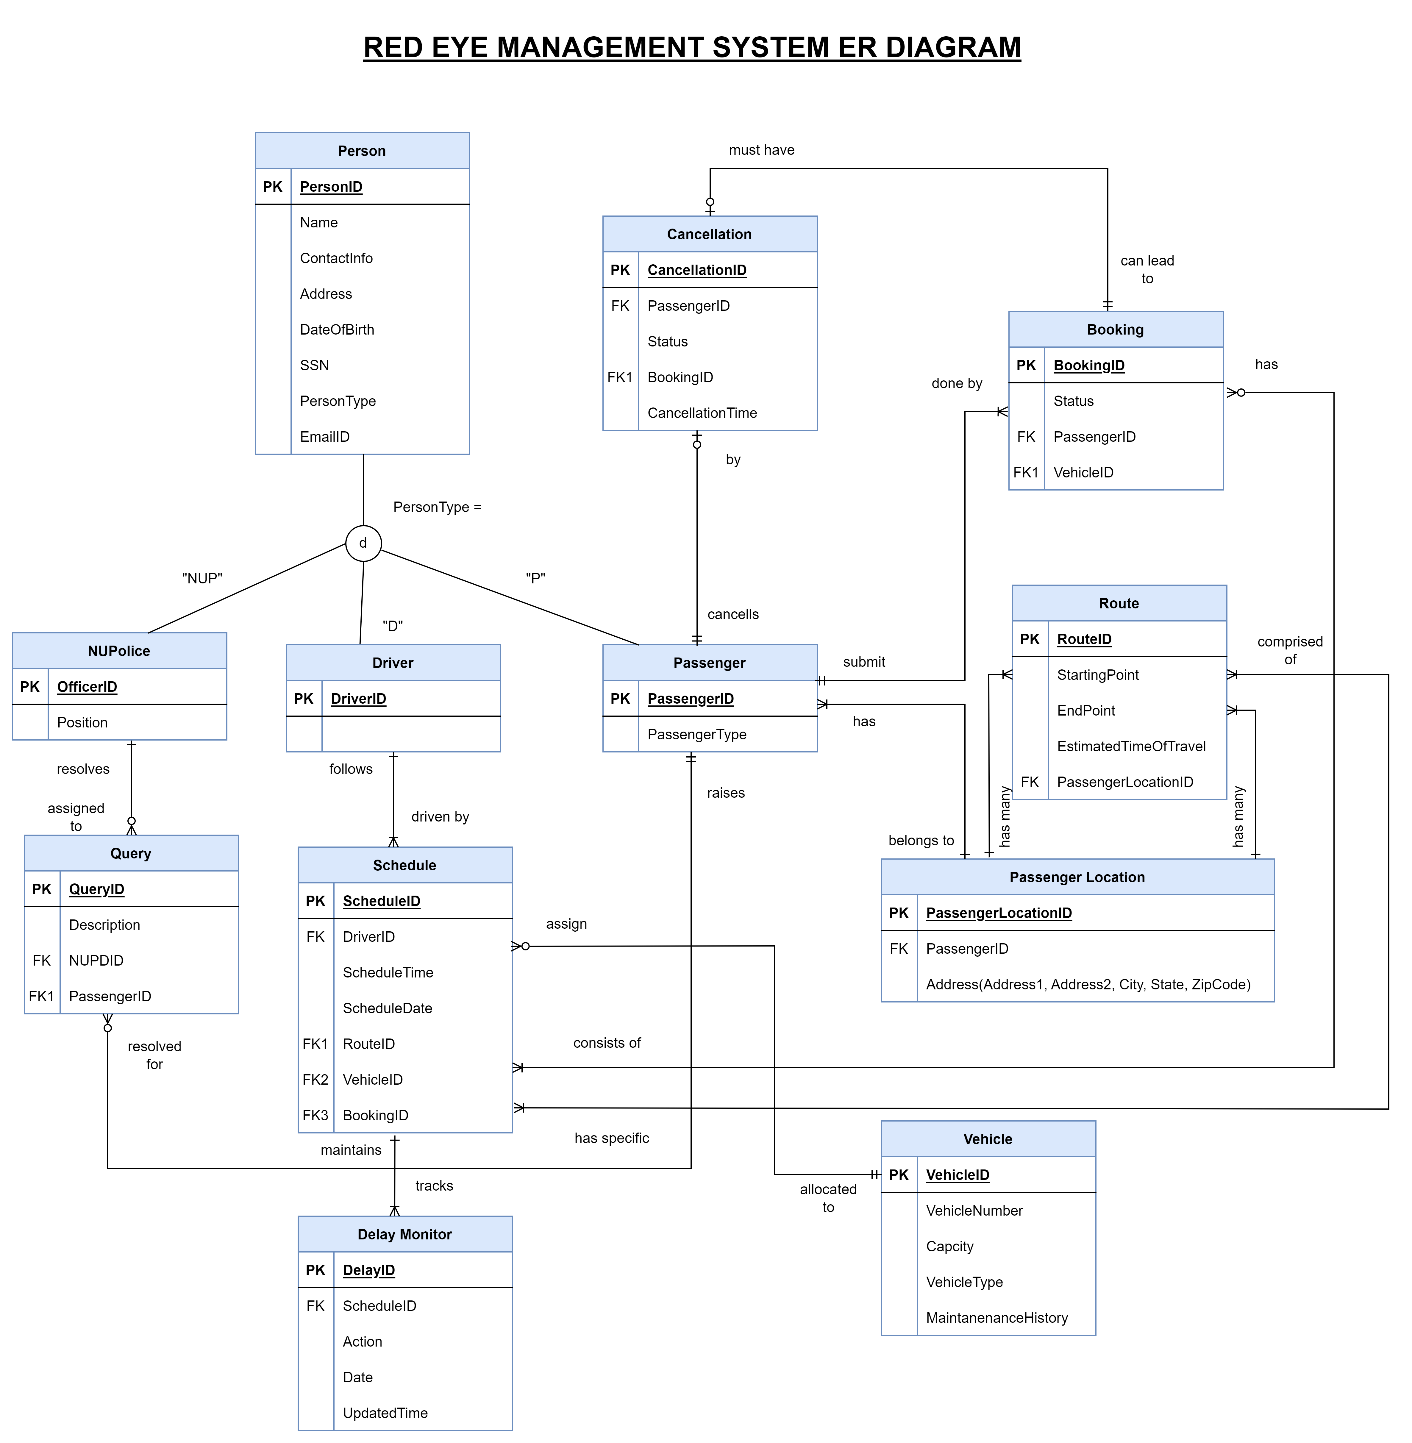 RED EYE MANAGEMENT SYSTEM ER DIAGRAM
Person
PK PersonID
Name
ContactInfo
Address
DateOfBirth
SSN
PersonType
EmailID
must have
Cancellation
PK CancellationID
FK PassengerID
Status
FK1 BookingID
CancellationTime
can lead
to
Booking
PK BookingID
Status
FK PassengerID
FK1 VehicleID
done by
has
by
cancells
PersonType =
d
"NUP"
"D"
"P"
NUPolice
PK OfficerID
Position
Driver
PK DriverID
Passenger
PK PassengerID
PassengerType
submit
has
Route
PK RouteID
StartingPoint
EndPoint
EstimatedTimeOfTravel
FK PassengerLocationID
comprised
of
resolves
assigned
to
follows
driven by
raises
belongs to
has many
has many
Query
PK QueryID
Description
FK NUPDID
FK1 PassengerID
resolved
for
Schedule
PK ScheduleID
FK DriverID
ScheduleTime
ScheduleDate
FK1 RouteID
FK2 VehicleID
FK3 BookingID
assign
consists of
has specific
Passenger Location
PK PassengerLocationID
FK PassengerID
Address(Address1, Address2, City, State, ZipCode)
maintains
tracks
allocated
to
Delay Monitor
PK DelayID
FK ScheduleID
Action
Date
UpdatedTime
Vehicle
PK VehicleID
VehicleNumber
Capcity
VehicleType
MaintanenanceHistory